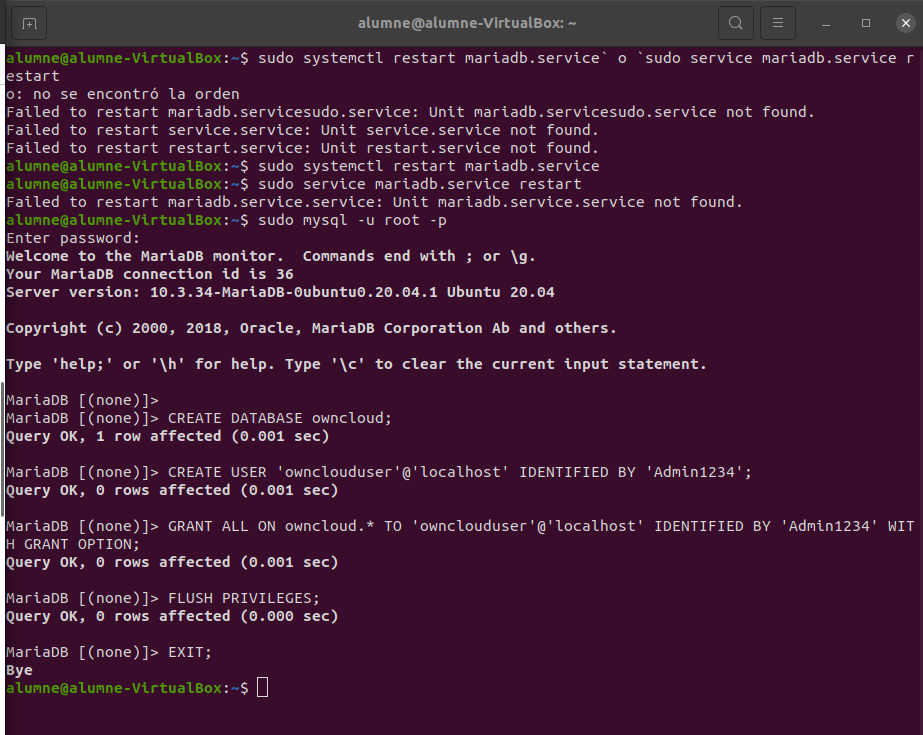 alumne@alumne-VirtualBox: ~
alumne@alumne-VirtualBox:~$ sudo systemctl restart mariadb.service` o `sudo service mariadb.service r
estart
o: no se encontró la orden
Failed to restart mariadb.servicesudo.service: Unit mariadb.servicesudo.service not found.
Failed to restart service.service: Unit service.service not found.
Failed to restart restart.service: Unit restart.service not found.
alumne@alumne-VirtualBox:~$ sudo systemctl restart mariadb.service
alumne@alumne-VirtualBox:~$ sudo service mariadb.service restart
Failed to restart mariadb.service.service: Unit mariadb.service.service not found.
alumne@alumne-VirtualBox:~$ sudo mysql -u root -p
Enter password:
Welcome to the MariaDB monitor.  Commands end with ; or \g.
Your MariaDB connection id is 36
Server version: 10.3.34-MariaDB-0ubuntu0.20.04.1 Ubuntu 20.04
Copyright (c) 2000, 2018, Oracle, MariaDB Corporation Ab and others.
Type 'help;' or '\h' for help. Type '\c' to clear the current input statement.
MariaDB [(none)]>
MariaDB [(none)]> CREATE DATABASE owncloud;
Query OK, 1 row affected (0.001 sec)
MariaDB [(none)]> CREATE USER 'ownclouduser'@'localhost' IDENTIFIED BY 'Admin1234';
Query OK, 0 rows affected (0.001 sec)
MariaDB [(none)]> GRANT ALL ON owncloud.* TO 'ownclouduser'@'localhost' IDENTIFIED BY 'Admin1234' WIT
H GRANT OPTION;
Query OK, 0 rows affected (0.001 sec)
MariaDB [(none)]> FLUSH PRIVILEGES;
Query OK, 0 rows affected (0.000 sec)
MariaDB [(none)]> EXIT;
Bye
alumne@alumne-VirtualBox:~$